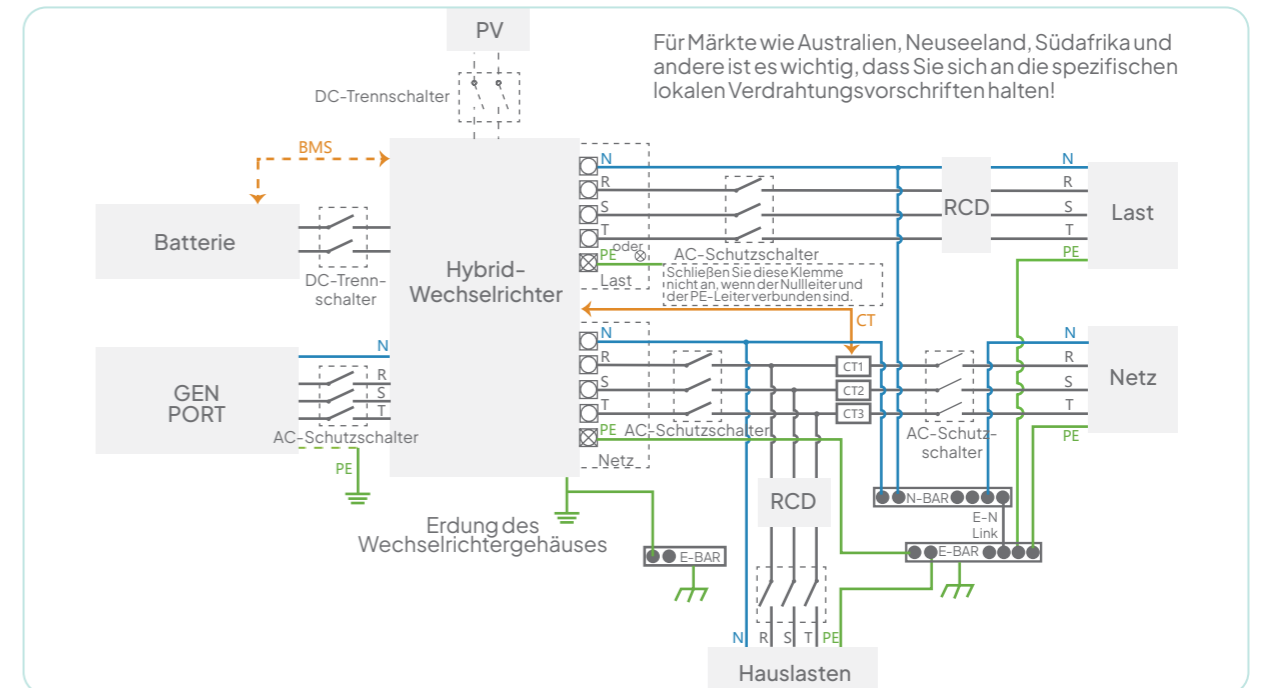 PV
Für Märkte wie Australien, Neuseeland, Südafrika und
andere ist es wichtig, dass Sie sich an die spezifischen
lokalen Verdrahtungsvorschriften halten!
DC-Trennschalter
BMS
Batterie
DC-Trenn-
schalter
Hybrid-
Wechselrichter
N
R
S
T
PE
oder
Last
AC-Schutzschalter
Schließen Sie diese Klemme
nicht an, wenn der Nullleiter und
der PE-Leiter verbunden sind.
RCD
N
R
S
T
PE
Last
CT
GEN
PORT
N
R
S
T
AC-Schutzschalter
PE
N
R
S
T
PE
AC-Schutzschalter
Netz
CT1
CT2
CT3
AC-Schutz-
schalter
N
R
S
T
PE
Netz
N-BAR
E-N
Link
E-BAR
RCD
Erdung des
Wechselrichtergehäuses
E-BAR
N
R
S
T
PE
Hauslasten